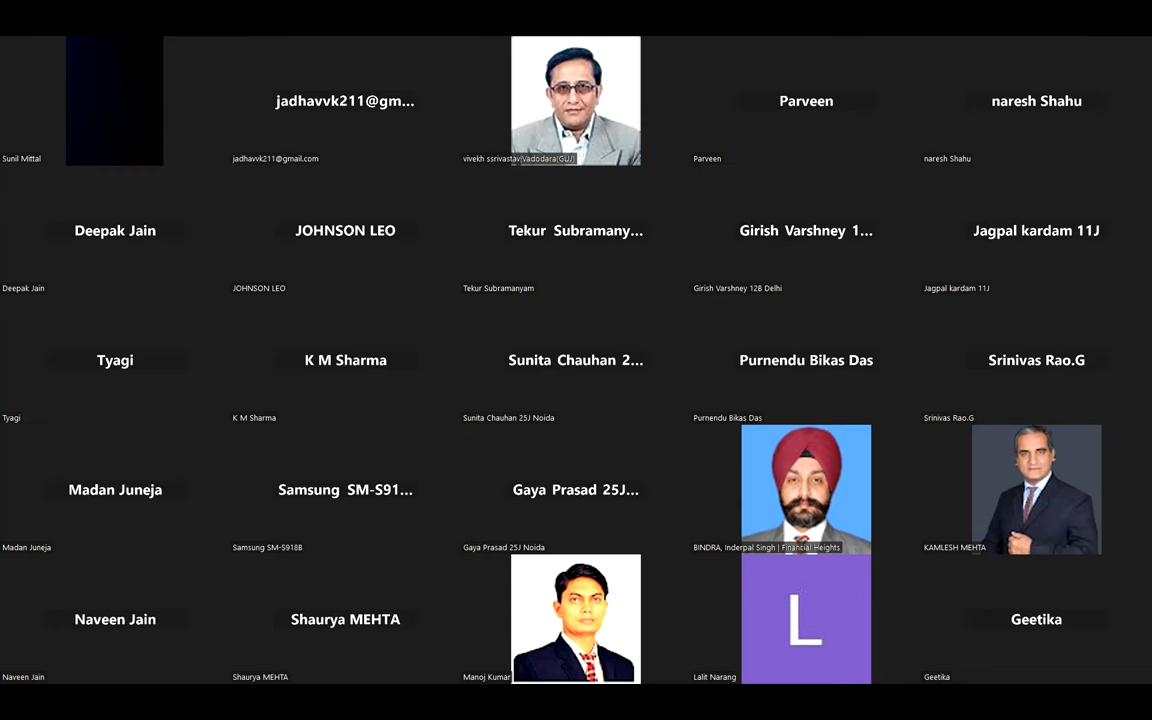 jadhavvk211@gm...
Parveen
naresh Shahu
Sunil Mittal
jadhavvk211@gmail.com
vivekh ssrivastav|Vadodara(GUJ)
Parveen
naresh Shahu
Deepak Jain
JOHNSON LEO
Tekur Subramany...
Girish Varshney 1...
Jagpal kardam 11J
Deepak Jain
JOHNSON LEO
Tekur Subramanyam
Girish Varshney 12B Delhi
Jagpal kardam 11J
Tyagi
K M Sharma
Sunita Chauhan 2...
Purnendu Bikas Das
Srinivas Rao.G
Tyagi
K M Sharma
Sunita Chauhan 25J Noida
Purnendu Bikas Das
Srinivas Rao.G
Madan Juneja
Samsung SM-S91...
Gaya Prasad 25J...
Madan Juneja
Samsung SM-S918B
Gaya Prasad 25J Noida
BINDRA, Inderpal Singh | Financial Heights
KAMLESH MEHTA
Naveen Jain
Shaurya MEHTA
L
Geetika
Naveen Jain
Shaurya MEHTA
Manoj Kumar
Lalit Narang
Geetika